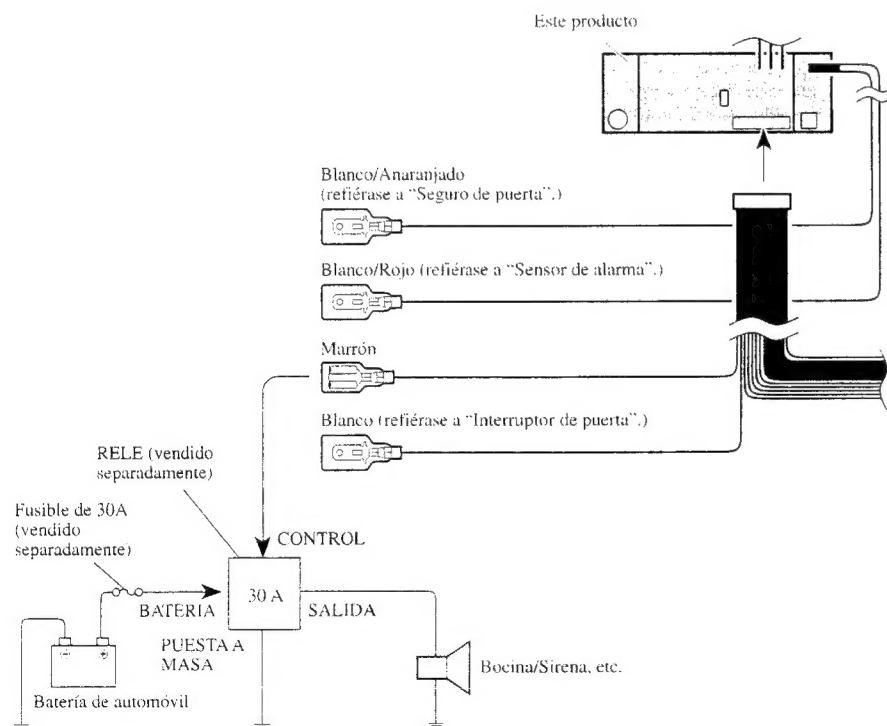 Este producto
Blanco/Anaranjado
(refiérase a “Seguro de puerta”.)
Blanco/Rojo (refiérase a “Sensor de alarma”.)
Marrón
Blanco (refiérase a “Interruptor de puerta”.)
RELE (vendido
separadamente)
Fusible de 30A
(vendido
separadamente)
CONTROL
30 A
BATERIA
SALIDA
PUESTA A
MASA
Bocina/Sirena, etc.
Batería de automóvil